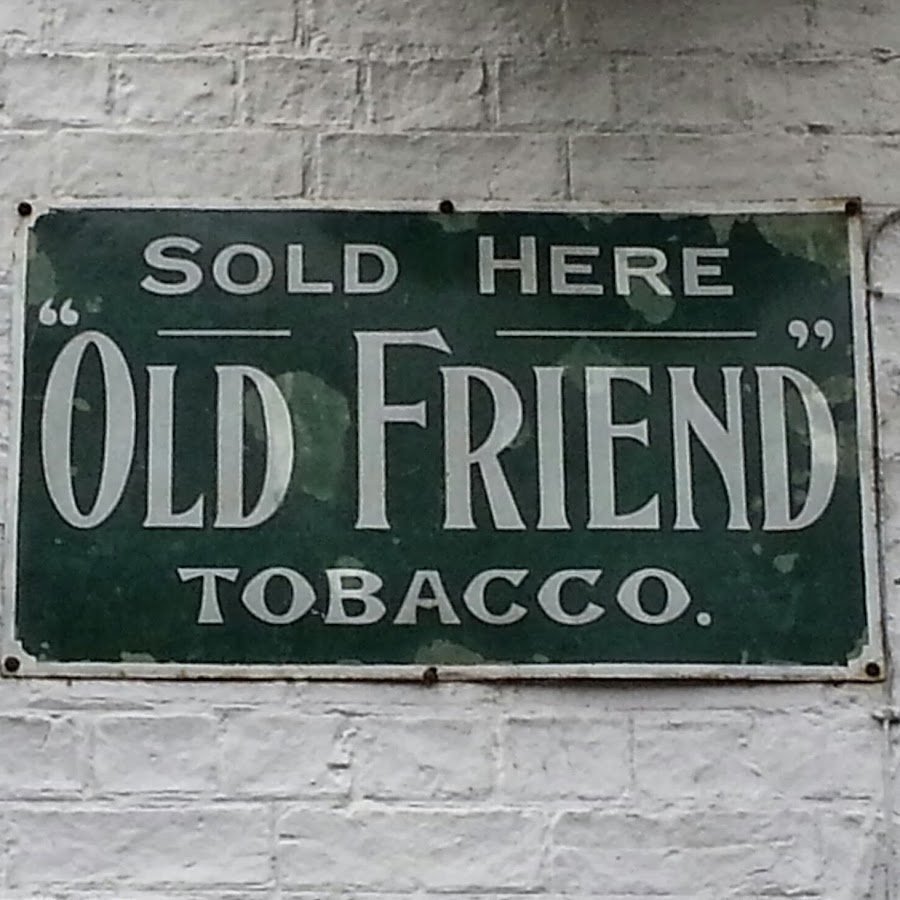 SOLD HERE
“OLD FRIEND”
TOBACCO.